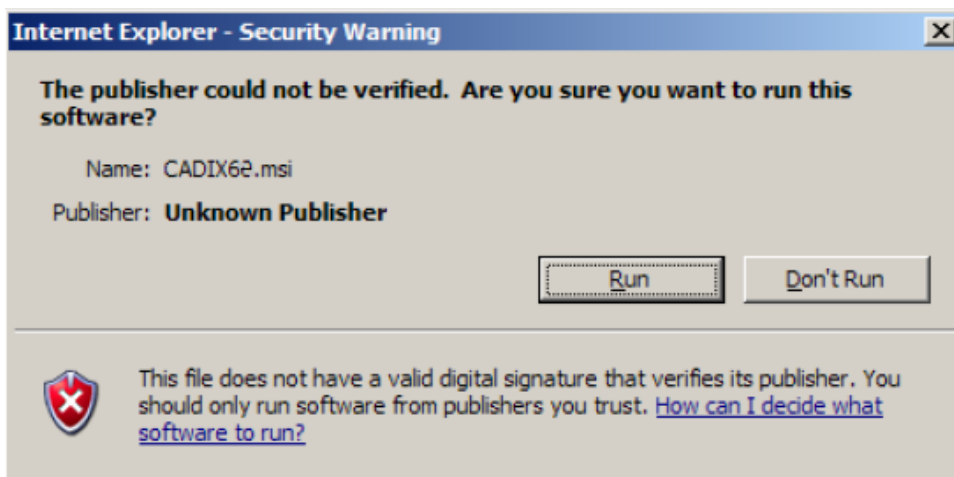 Internet Explorer - Security Warning
The publisher could not be verified. Are you sure you want to run this
software?
Name: CADIX6२.msi
Publisher: Unknown Publisher
Run
Don't Run
This file does not have a valid digital signature that verifies its publisher. You
should only run software from publishers you trust. How can I decide what
software to run?